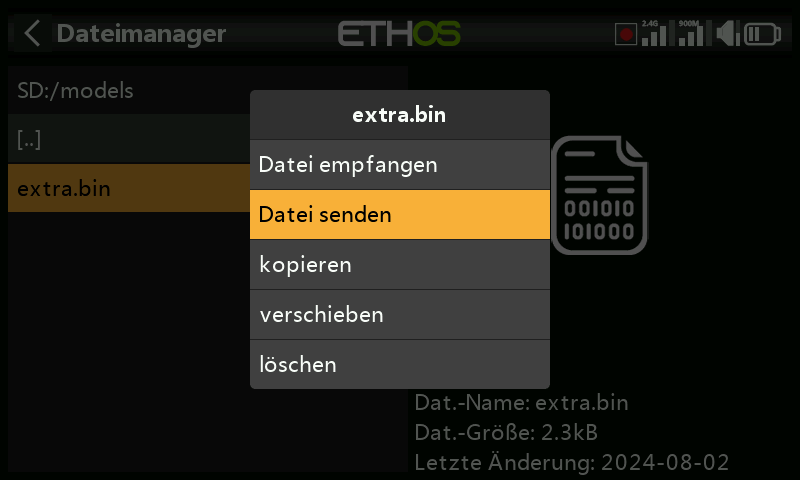 Dateimanager
ETHOS
2.4G
900M
SD:/models
[..]
extra.bin
extra.bin
Datei empfangen
Datei senden
kopieren
verschieben
löschen
001010
101000
Dat.-Name: extra.bin
Dat.-Größe: 2.3kB
Letzte Änderung: 2024-08-02